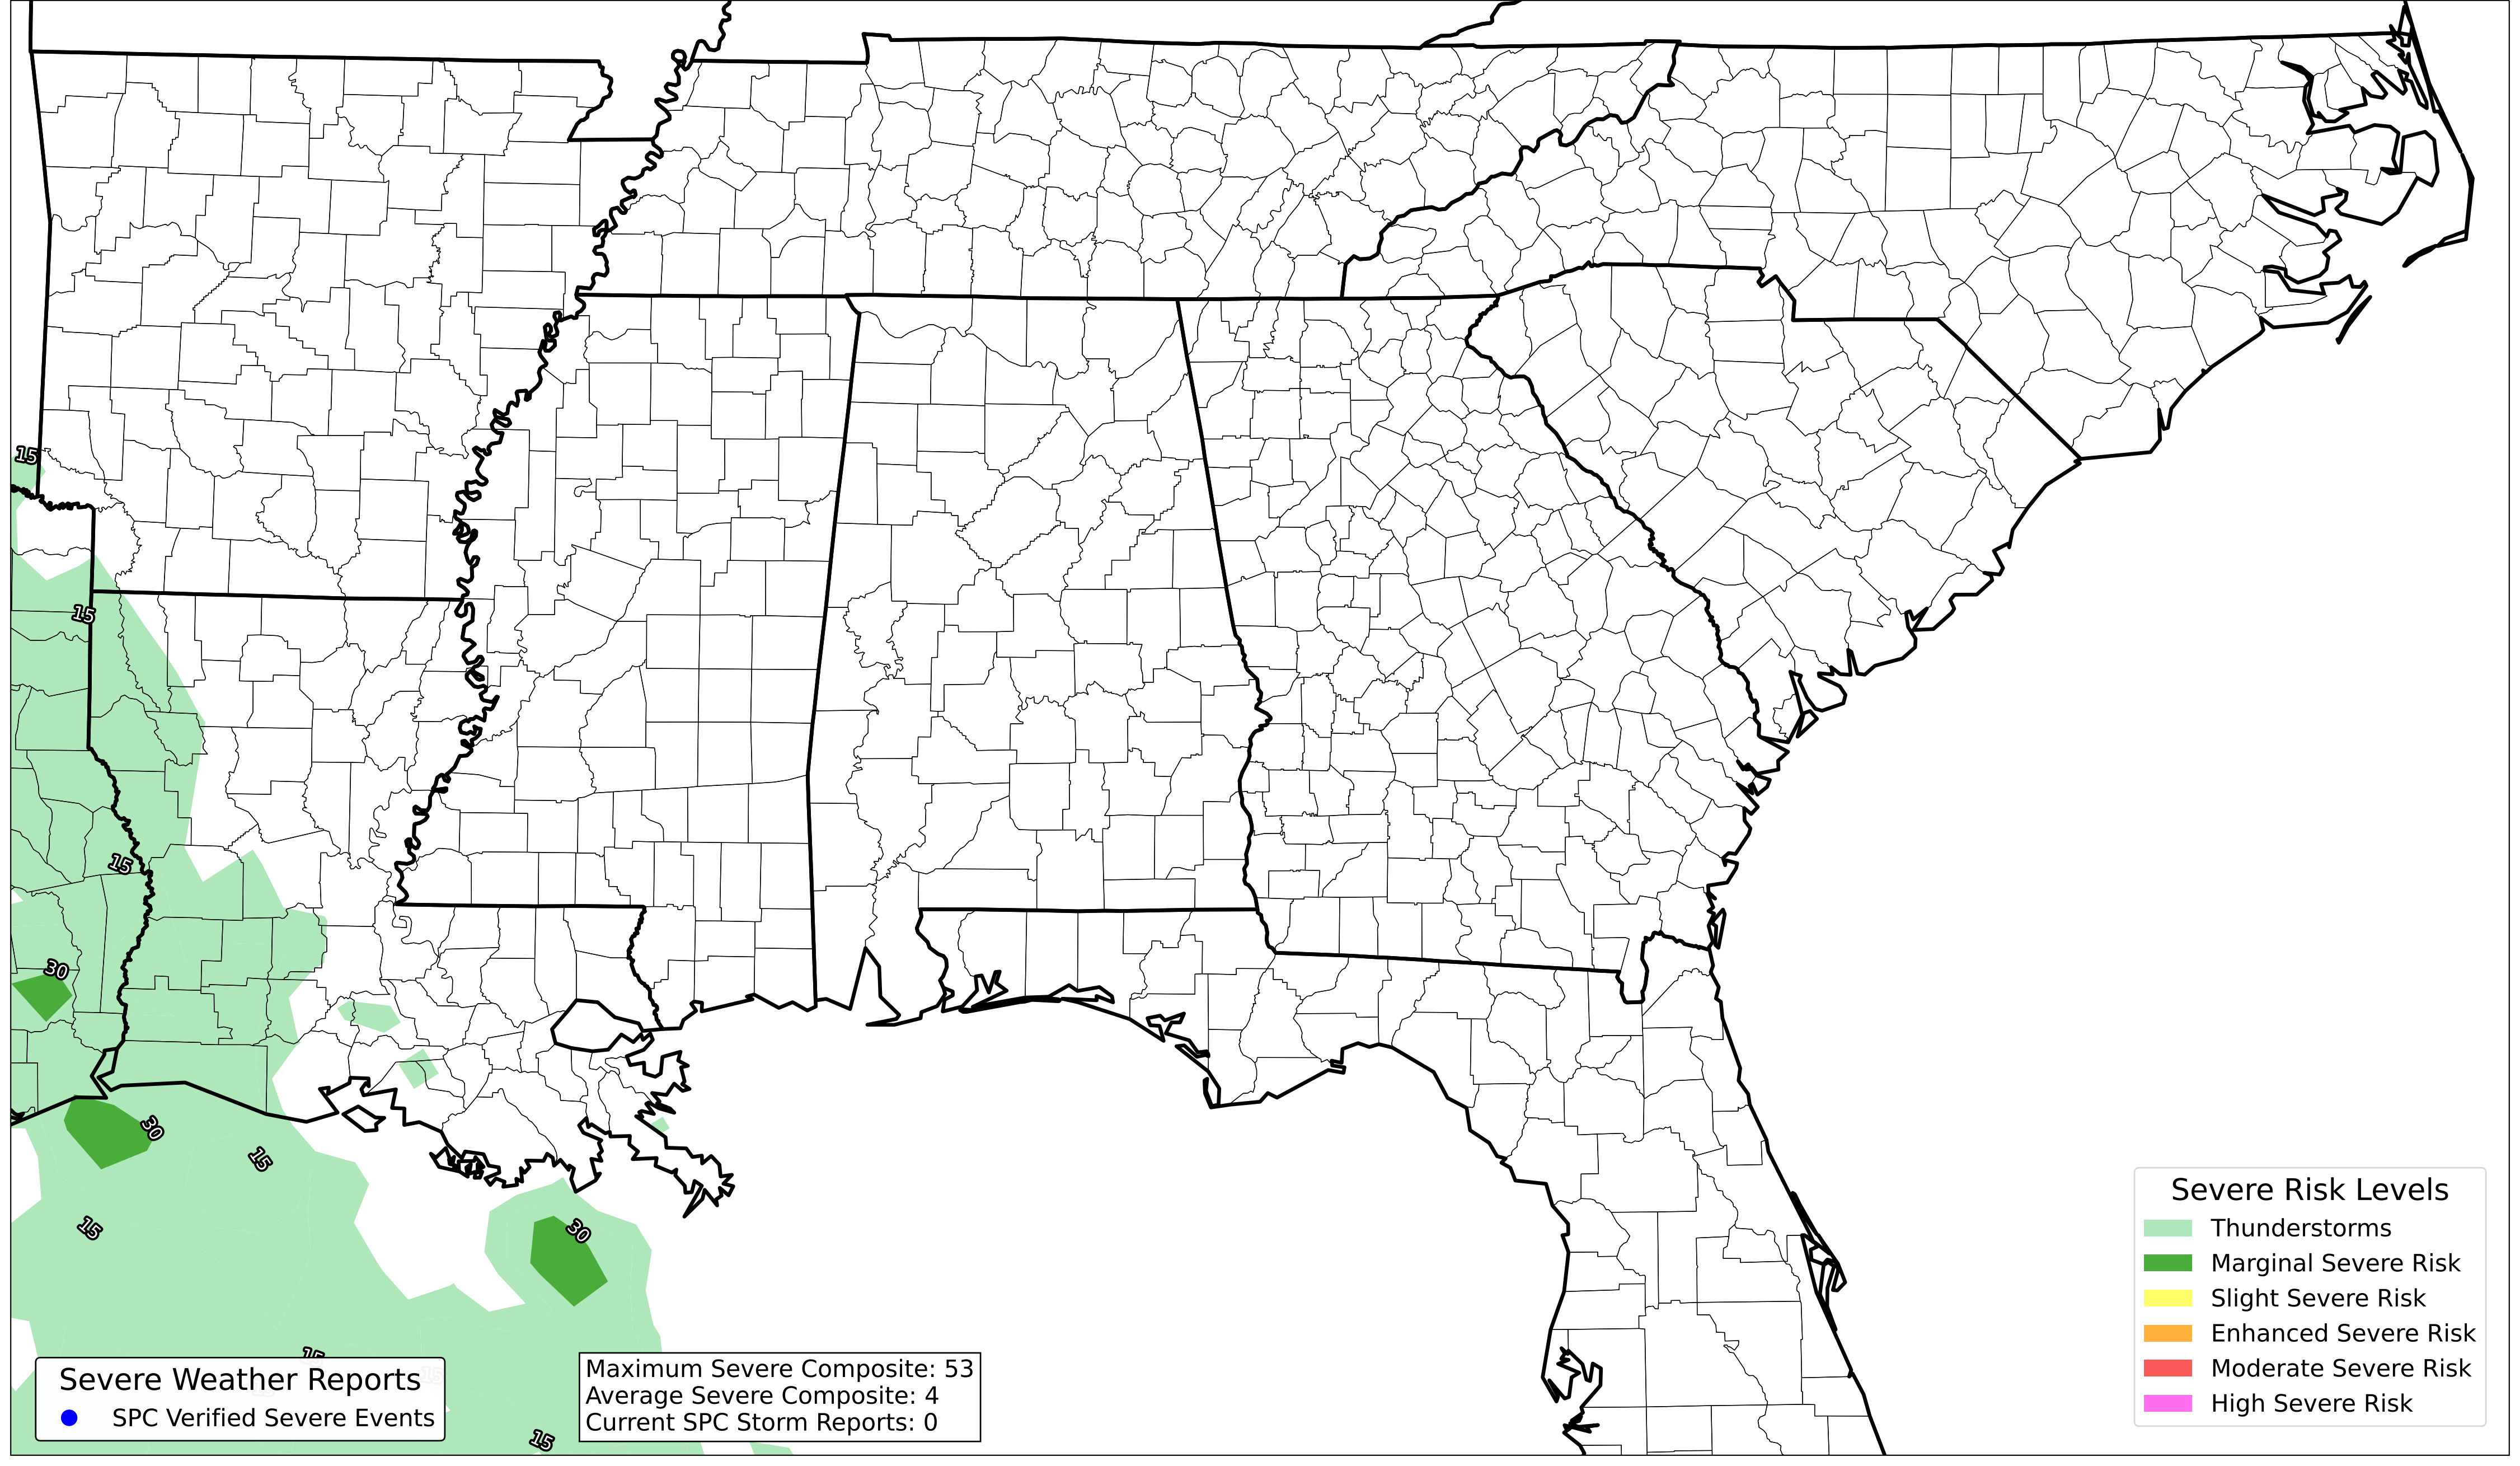 15
15
15
30
30
15
15
30
15
15
15
Severe Weather Reports
SPC Verified Severe Events
Maximum Severe Composite: 53
Average Severe Composite: 4
Current SPC Storm Reports: 0
Severe Risk Levels
Thunderstorms
Marginal Severe Risk
Slight Severe Risk
Enhanced Severe Risk
Moderate Severe Risk
High Severe Risk